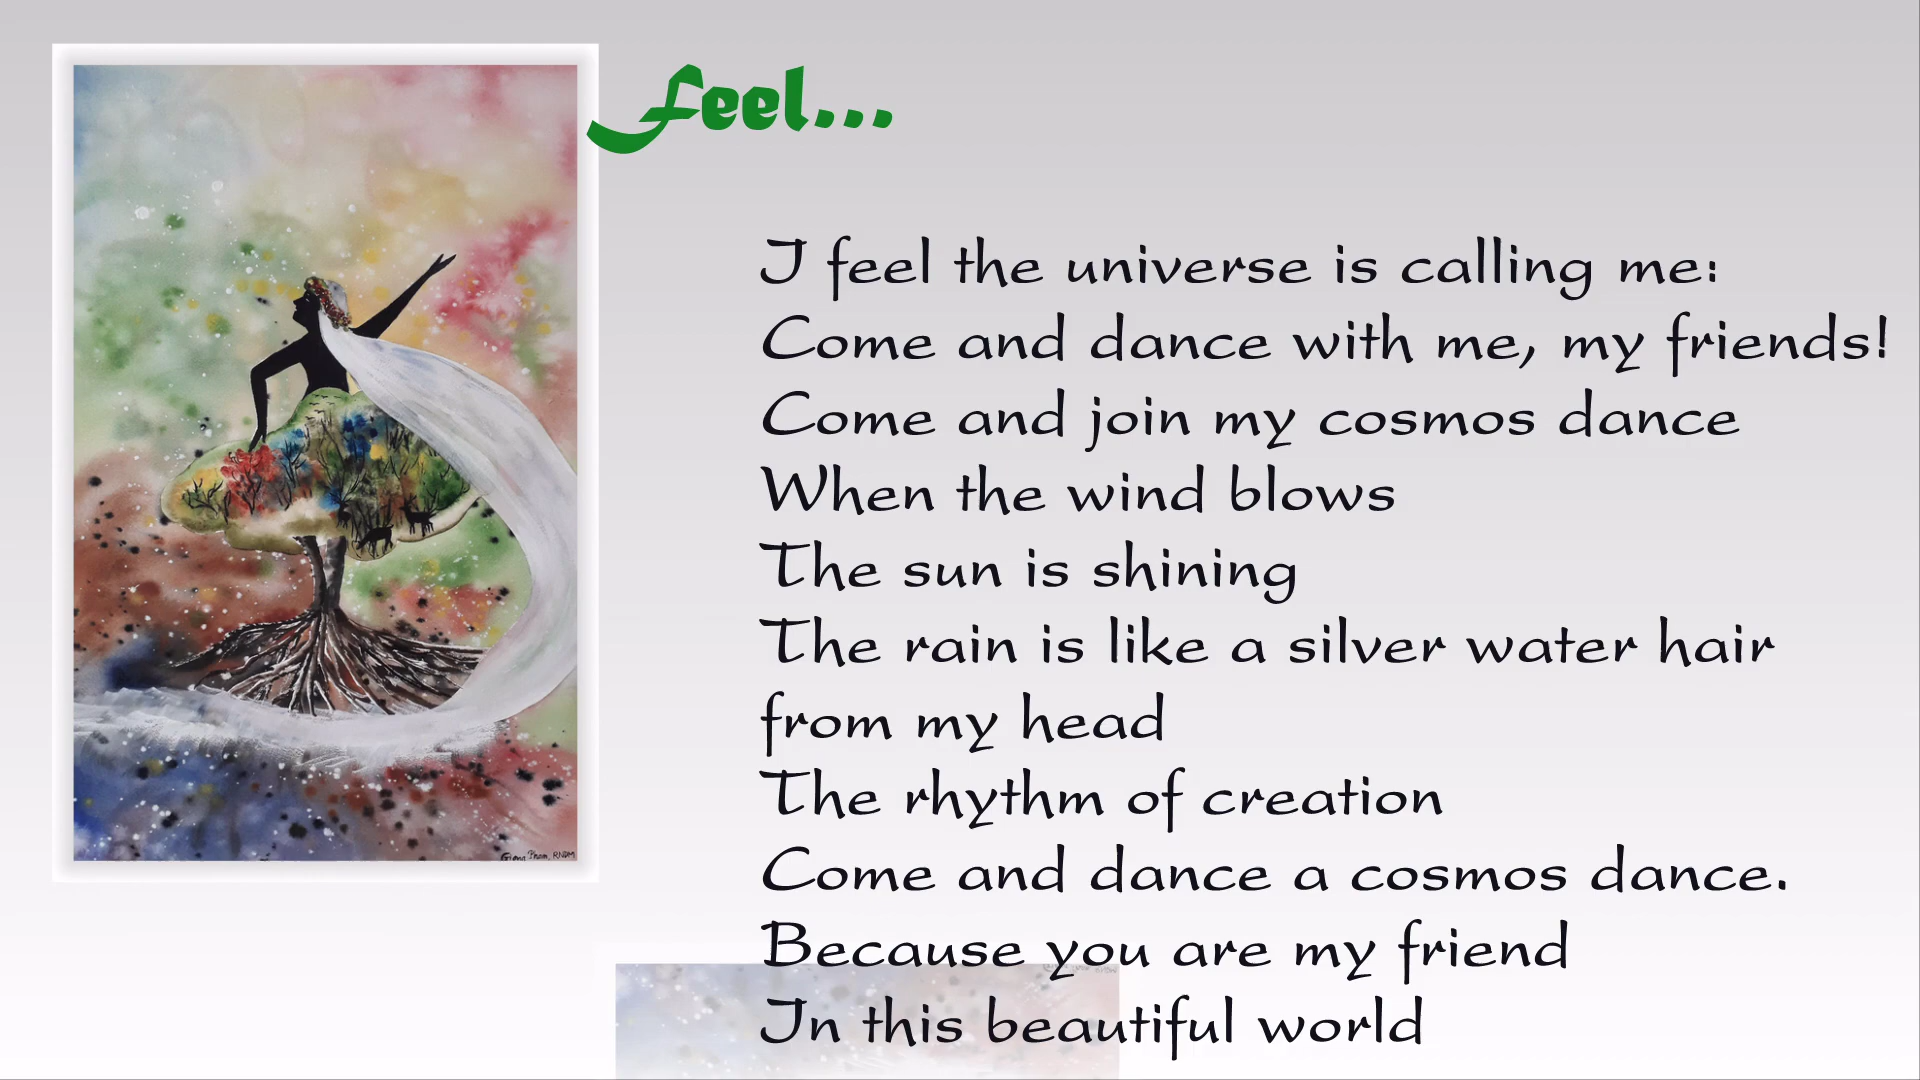 feel...
I feel the universe is calling me:
Come and dance with me, my friends!
Come and join my cosmos dance
When the wind blows
The sun is shining
The rain is like a silver water hair
from my head
The rhythm of creation
Come and dance a cosmos dance.
Because you are my friend
In this beautiful world
RNDM